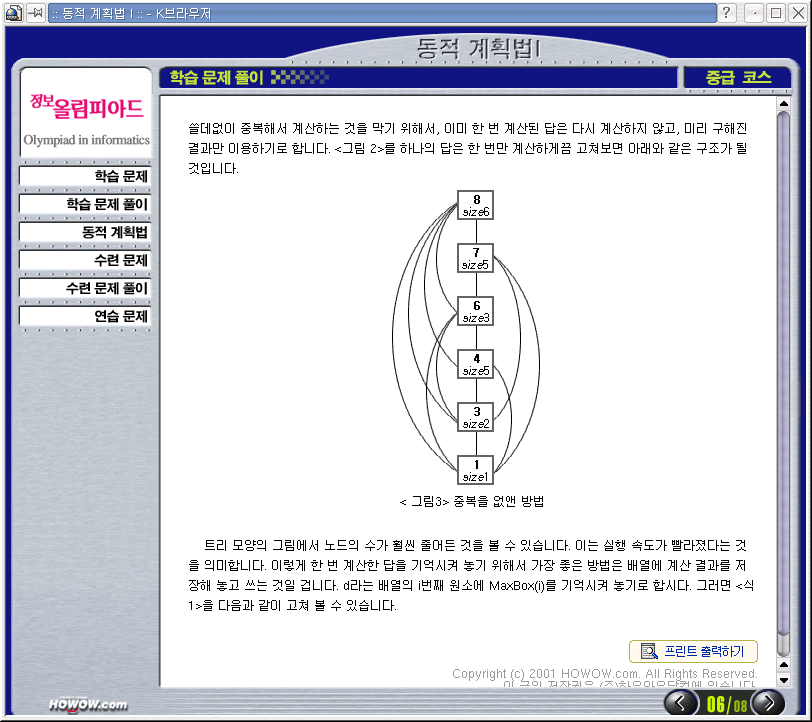 :: 동적 계획법 I :: - K브라우저
동적 계획법I
학습 문제 풀이
중급 코스
정보올림피아드
Olympiad in informatics
학습 문제
학습 문제 풀이
동적 계획법
수련 문제
수련 문제 풀이
연습 문제
쓸데없이 중복해서 계산하는 것을 막기 위해서, 이미 한 번 계산된 답은 다시 계산하지 않고, 미리 구해진
결과만 이용하기로 합니다. <그림 2>를 하나의 답은 한 번만 계산하게끔 고쳐보면 아래와 같은 구조가 될
것입니다.
8
size6
7
size5
6
size3
4
size5
3
size2
1
size1
< 그림3> 중복을 없앤 방법
트리 모양의 그림에서 노드의 수가 훨씬 줄어든 것을 볼 수 있습니다. 이는 실행 속도가 빨라졌다는 것
을 의미합니다. 이렇게 한 번 계산한 답을 기억시켜 놓기 위해서 가장 좋은 방법은 배열에 계산 결과를 저
장해 놓고 쓰는 것일 겁니다. d라는 배열의 i번째 원소에 MaxBox(i)를 기억시켜 놓기로 합시다. 그러면 <식
1>을 다음과 같이 고쳐 볼 수 있습니다.
프린트 출력하기
Copyright (c) 2001 HOWOW.com. All Rights Reserved.
HOWOW.com
06/08